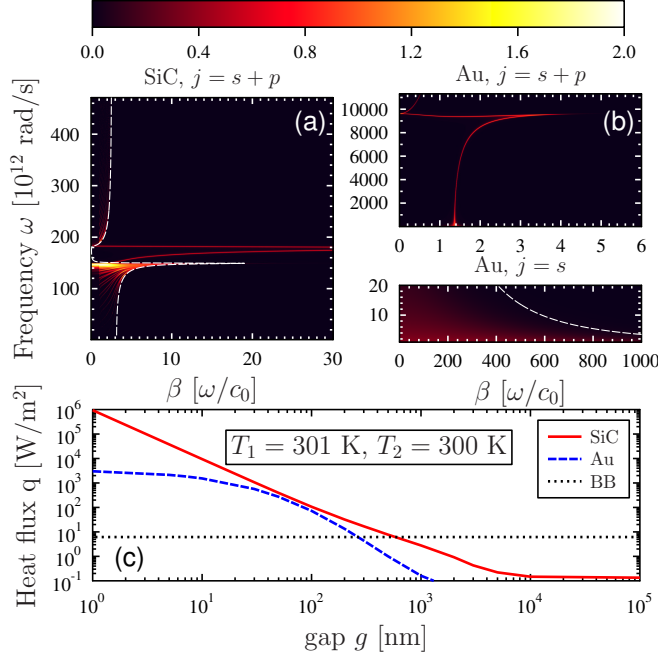 0.0 0.4 0.8 1.2 1.6 2.0
SiC, j = s + p
Au, j = s + p
Frequency ω [10¹² rad/s]
400
300
200
100
(a)
0 10 20 30
β [ω/c₀]
10000
8000
6000
4000
2000
(b)
0 1 2 3 4 5 6
Au, j = s
20
10
0 200 400 600 800 1000
β [ω/c₀]
Heat flux q [W/m²]
10⁶
10⁵
10⁴
10³
10²
10¹
10⁰
10⁻¹
T₁ = 301 K, T₂ = 300 K
SiC
Au
BB
(c)
10⁰ 10¹ 10² 10³ 10⁴ 10⁵
gap g [nm]